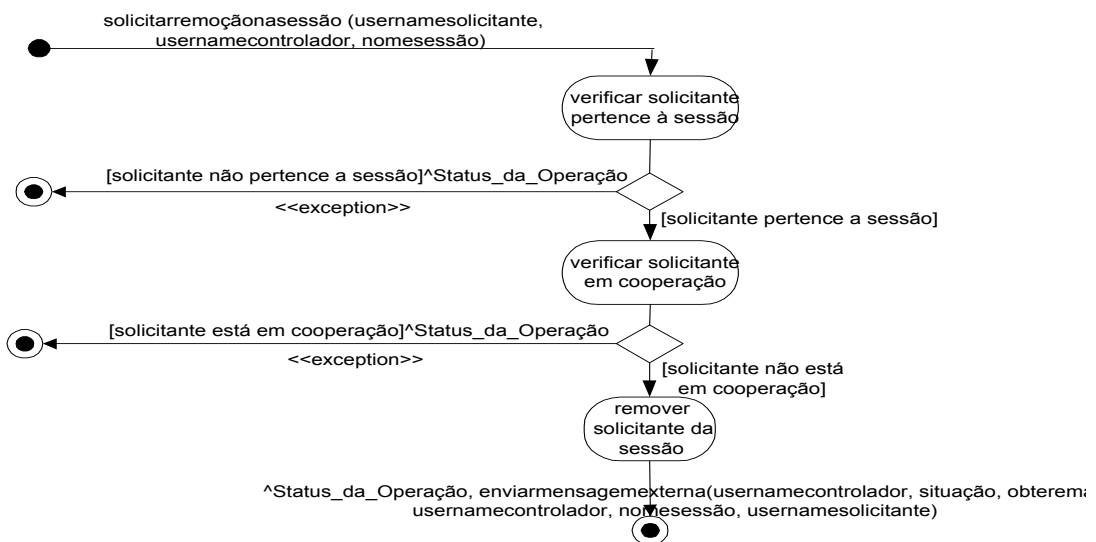 solicitarremoçãonasessão (usernamesolicitante,
usernamecontrolador, nomesessão)
verificar solicitante
pertence à sessão
[solicitante não pertence a sessão]^Status_da_Operação
<<exception>>
[solicitante pertence a sessão]
verificar solicitante
em cooperação
[solicitante está em cooperação]^Status_da_Operação
<<exception>>
[solicitante não está
em cooperação]
remover
solicitante da
sessão
^Status_da_Operação, enviarmensagemexterna(usernamecontrolador, situação,
usernamecontrolador, nomesessão, usernamesolicitante)